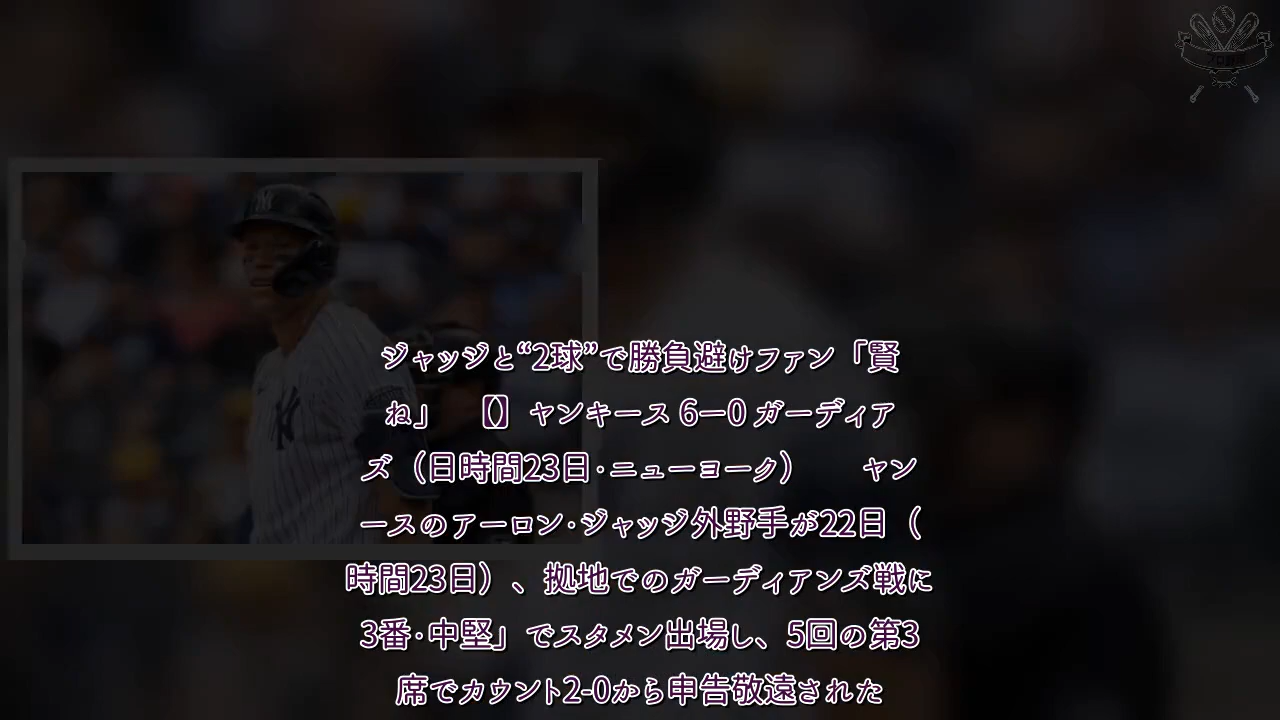 ジャッジと“2球”で勝負避けファン「賢
ね」　【】ヤンキース 6ー0 ガーディア
ズ（日時間23日·ニューヨーク）　　ヤン
ースのアーロン·ジャッジ外野手が22日（
時間23日）、拠地でのガーディアンズ戦に
3番·中堅」でスタメン出場し、5回の第3
席でカウント2-0から申告敬遠された